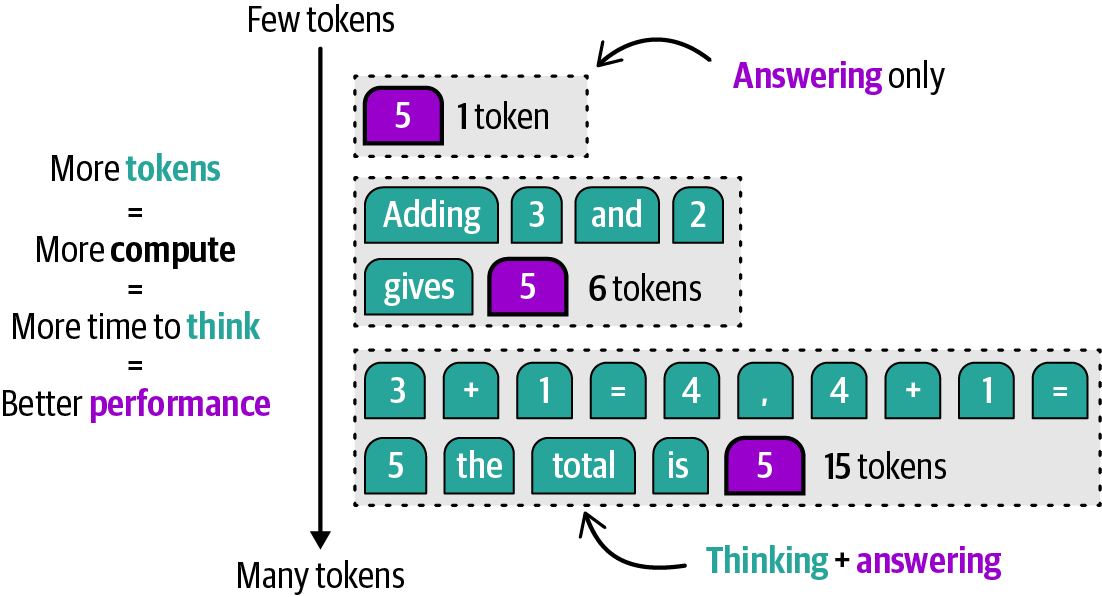 Few tokens
Answering only
5 1 token
More tokens
=
More compute
=
More time to think
=
Better performance
Adding 3 and 2
gives 5 6 tokens
3 + 1 = 4 , 4 + 1 =
5 the total is 5 15 tokens
Thinking + answering
Many tokens